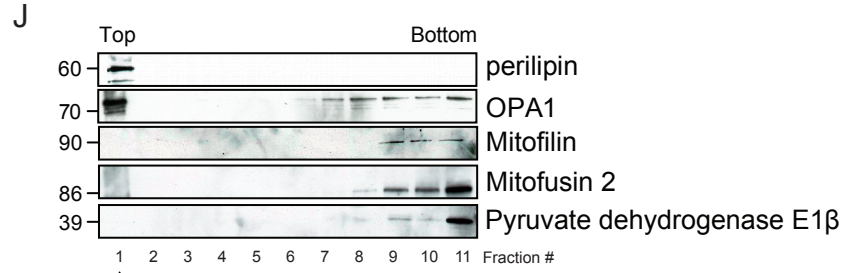 J
Top Bottom
60 perilipin
70 OPA1
90 Mitofilin
86 Mitofusin 2
39 Pyruvate dehydrogenase E1β
1 2 3 4 5 6 7 8 9 10 11 Fraction #